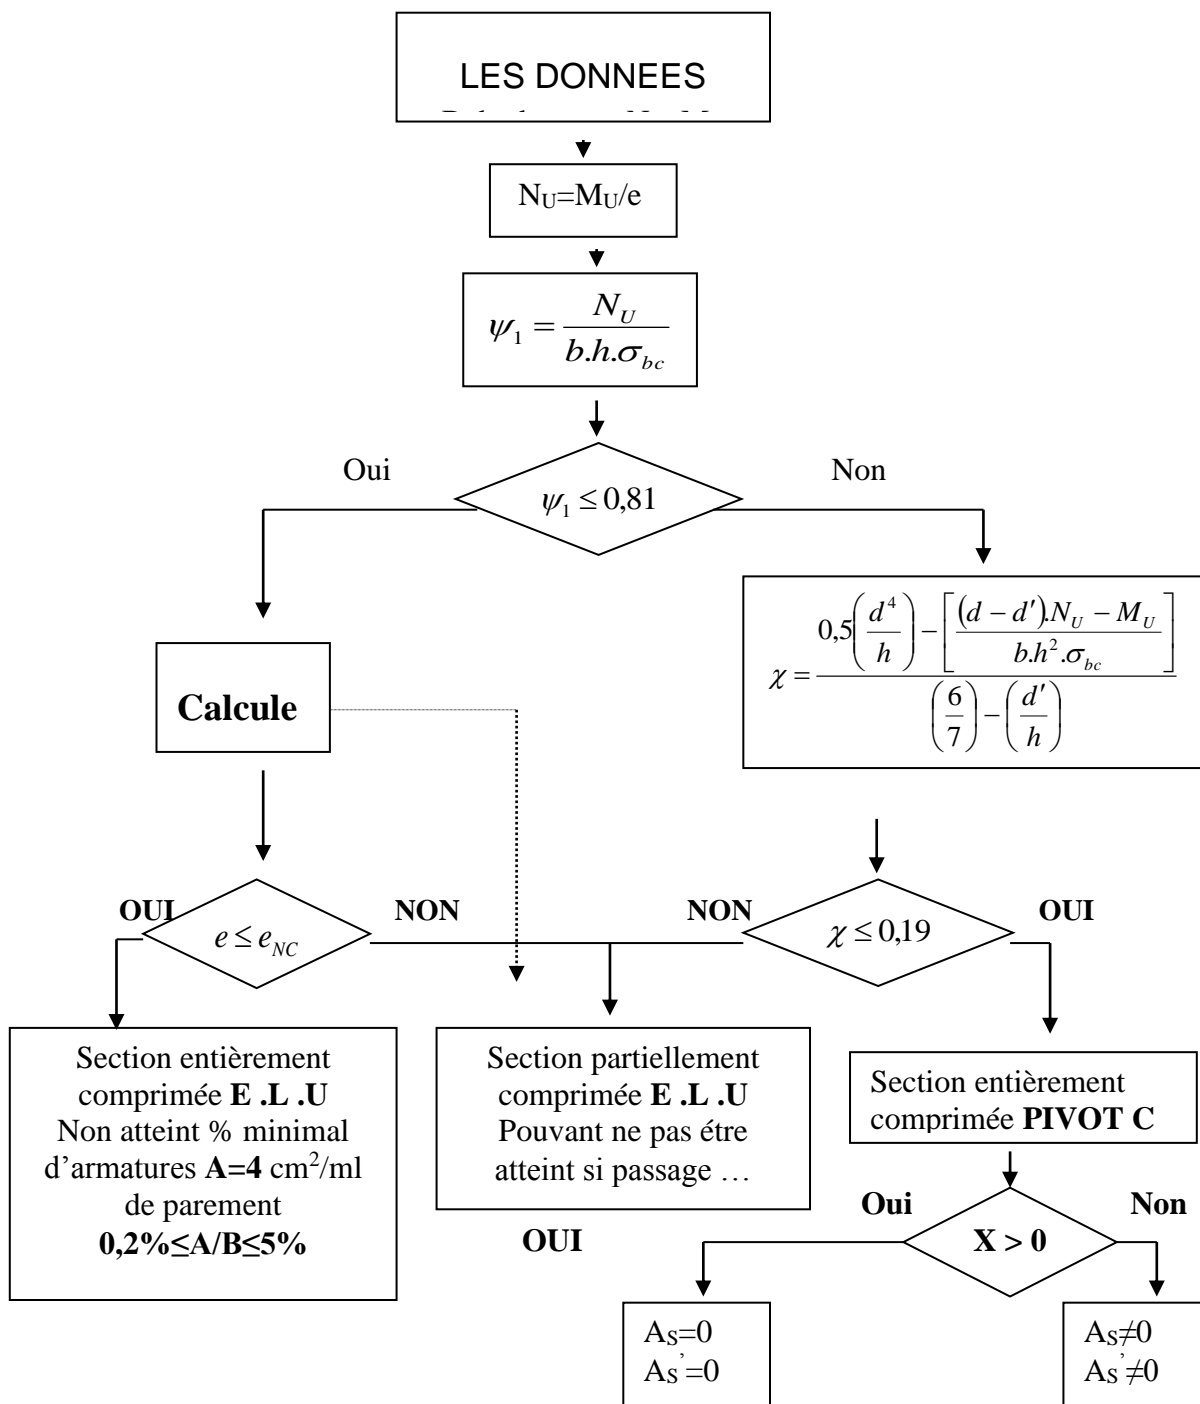 LES DONNEES
N_U=M_U/e
ψ_1 = N_U / b.h.σ_bc
Oui
Non
ψ_1 ≤ 0,81
χ = (0,5(d^4/h) − [((d − d′).N_U − M_U) / (b.h^2.σ_bc)]) / ((6/7) − (d′/h))
Calcule
OUI
NON
NON
OUI
e ≤ e_NC
χ ≤ 0,19
Section entièrement
comprimée E .L .U
Non atteint % minimal
d’armatures A=4 cm²/ml
de parement
0,2%≤A/B≤5%
Section partiellement
comprimée E .L .U
Pouvant ne pas étre
atteint si passage …
Section entièrement
comprimée PIVOT C
OUI
Oui
Non
X > 0
A_S=0
A_S’=0
A_S≠0
A_S’≠0